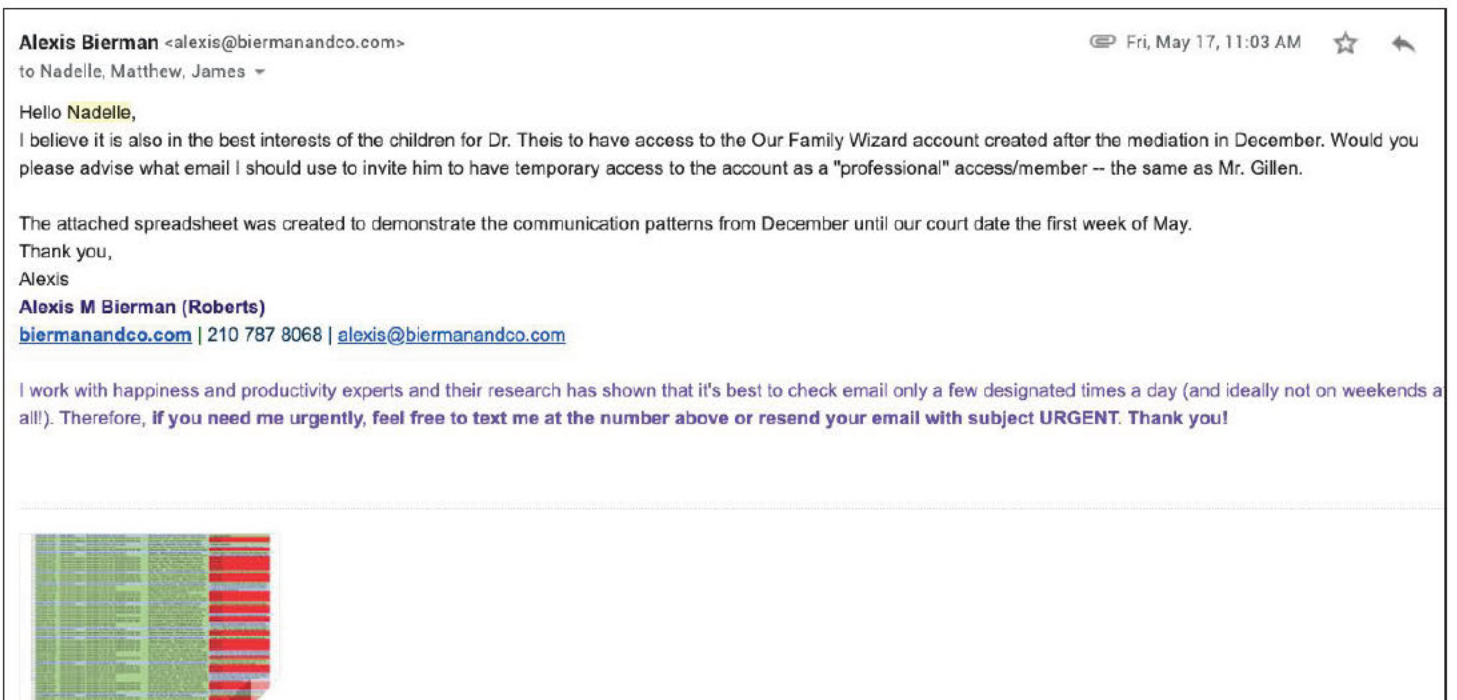 Alexis Bierman <alexis@biermanandco.com>
Fri, May 17, 11:03 AM
to Nadelle, Matthew, James
Hello Nadelle,
I believe it is also in the best interests of the children for Dr. Theis to have access to the Our Family Wizard account created after the mediation in December. Would you
please advise what email I should use to invite him to have temporary access to the account as a "professional" access/member -- the same as Mr. Gillen.
The attached spreadsheet was created to demonstrate the communication patterns from December until our court date the first week of May.
Thank you,
Alexis
Alexis M Bierman (Roberts)
biermanandco.com | 210 787 8068 | alexis@biermanandco.com
I work with happiness and productivity experts and their research has shown that it's best to check email only a few designated times a day (and ideally not on weekends a
all!). Therefore, if you need me urgently, feel free to text me at the number above or resend your email with subject URGENT. Thank you!